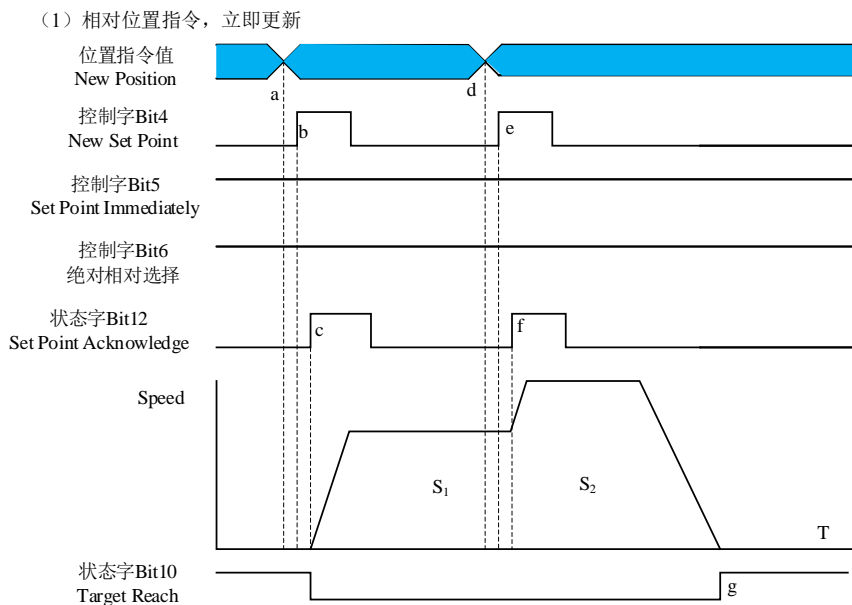 （1）相对位置指令，立即更新
位置指令值
New Position
a
d
控制字Bit4
New Set Point
b
e
控制字Bit5
Set Point Immediately
控制字Bit6
绝对相对选择
状态字Bit12
Set Point Acknowledge
c
f
Speed
S1
S2
T
状态字Bit10
Target Reach
g